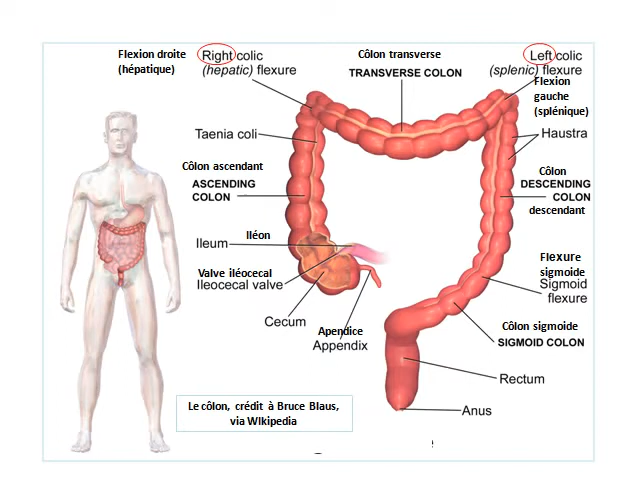 Flexion droite
(hépatique)
Right colic
(hepatic) flexure
Côlon transverse
TRANSVERSE COLON
Left colic
(splenic) flexure
Flexion
gauche
(splénique)
Taenia coli
Haustra
Côlon ascendant
ASCENDING
COLON
Côlon
DESCENDING
COLON
descendant
Iléon
Ileum
Valve iléocecal
Ileocecal valve
Flexure
sigmoide
Sigmoid
flexure
Cecum
Apendice
Appendix
Côlon sigmoide
SIGMOID COLON
Rectum
Anus
Le côlon, crédit à Bruce Blaus,
via WIkipedia